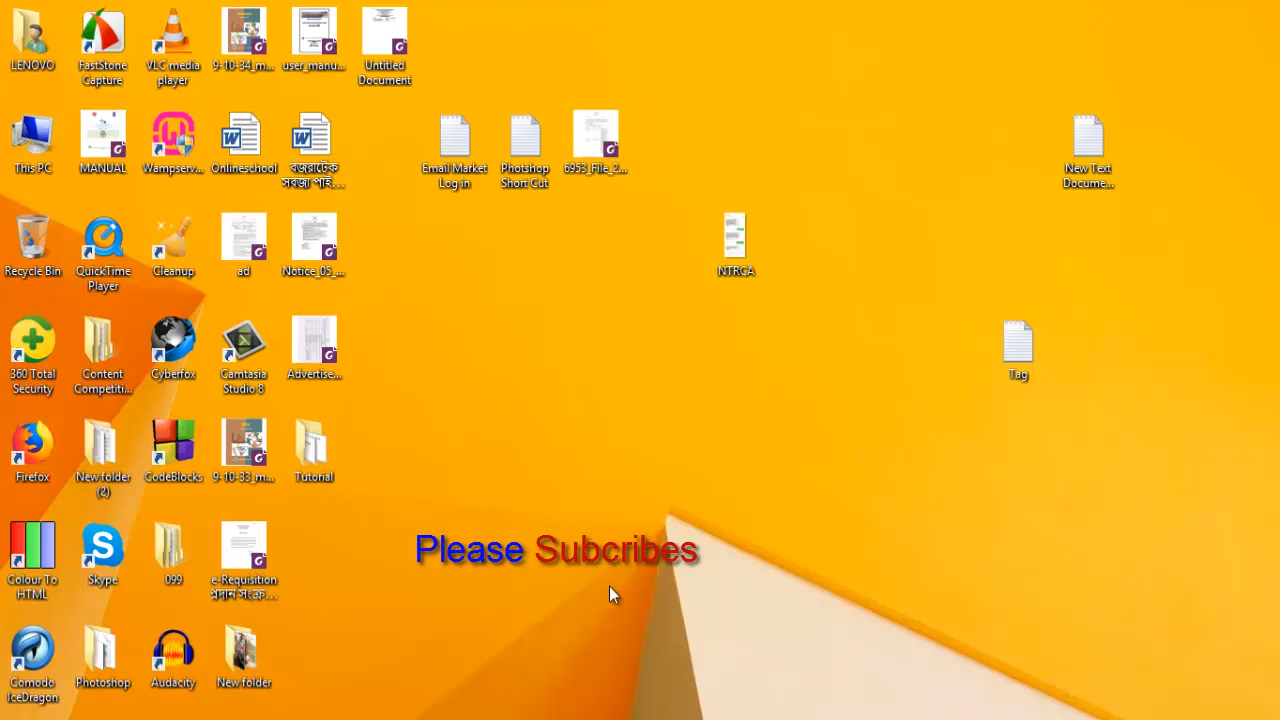 LENOVO
FastStone
Capture
VLC media
player
9-10-34_m...
user_manu...
Untitled
Document
This PC
MANUAL
Wampserv...
Onlineschool
বজরাটেক
সরজা পাই....
Email Market
Log in
Photshop
Short Cut
6953_File_2...
New Text
Docume...
Recycle Bin
QuickTime
Player
Cleanup
ad
Notice_05_...
NTRCA
360 Total
Security
Content
Competiti...
Cyberfox
Camtasia
Studio 8
Advertise...
Tag
Firefox
New folder
(2)
CodeBlocks
9-10-33_m...
Tutorial
Please Subcribes
Colour To
HTML
Skype
099
e-Requisition
প্রদান সংক্রে...
Comodo
IceDragon
Photoshop
Audacity
New folder